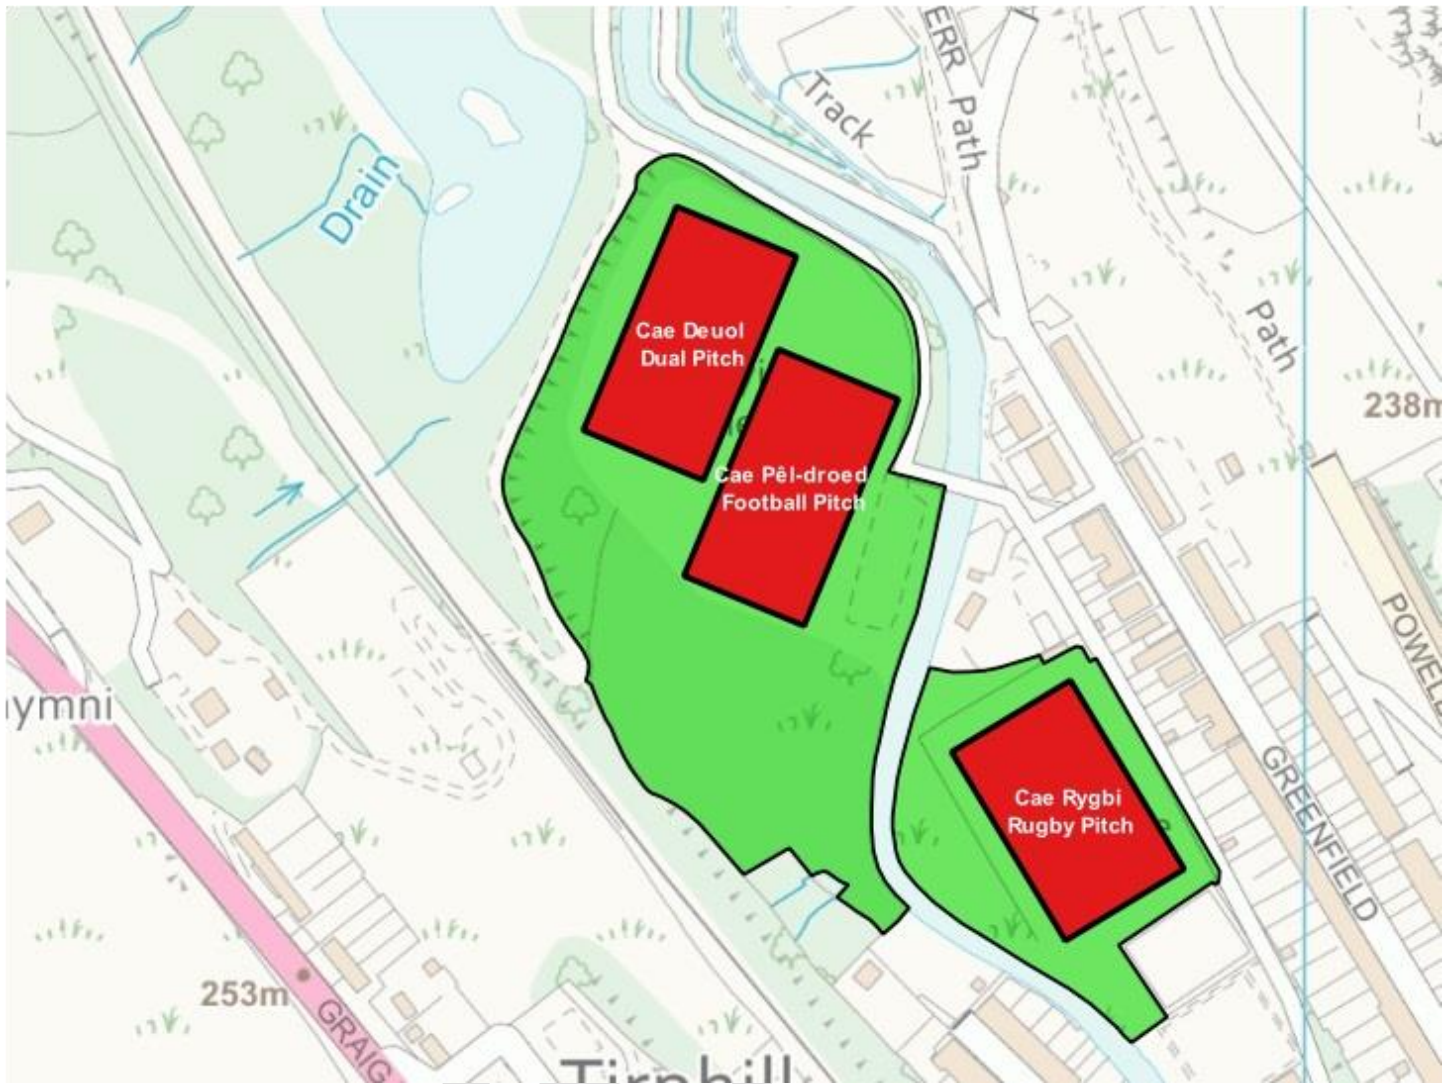 ERR
Path
Track
Drain
Cae Deuol
Dual Pitch
Path
238m
Cae Pêl-droed
Football Pitch
POWELL
ymni
GREENFIELD
Cae Rygbi
Rugby Pitch
253m
GRAIG
Tirphil